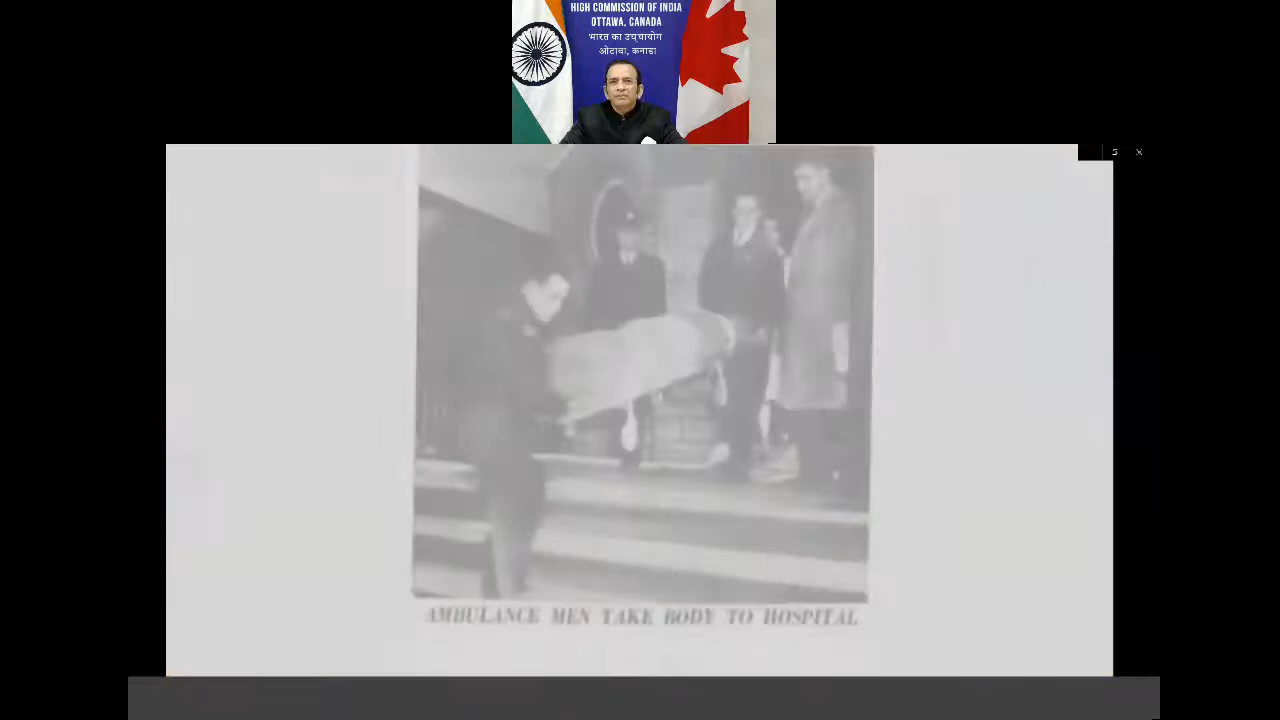 HIGH COMMISSION OF INDIA
OTTAWA, CANADA
भारत का उच्चायोग
ओटावा, कनाडा
AMBULANCE MEN TAKE BODY TO HOSPITAL